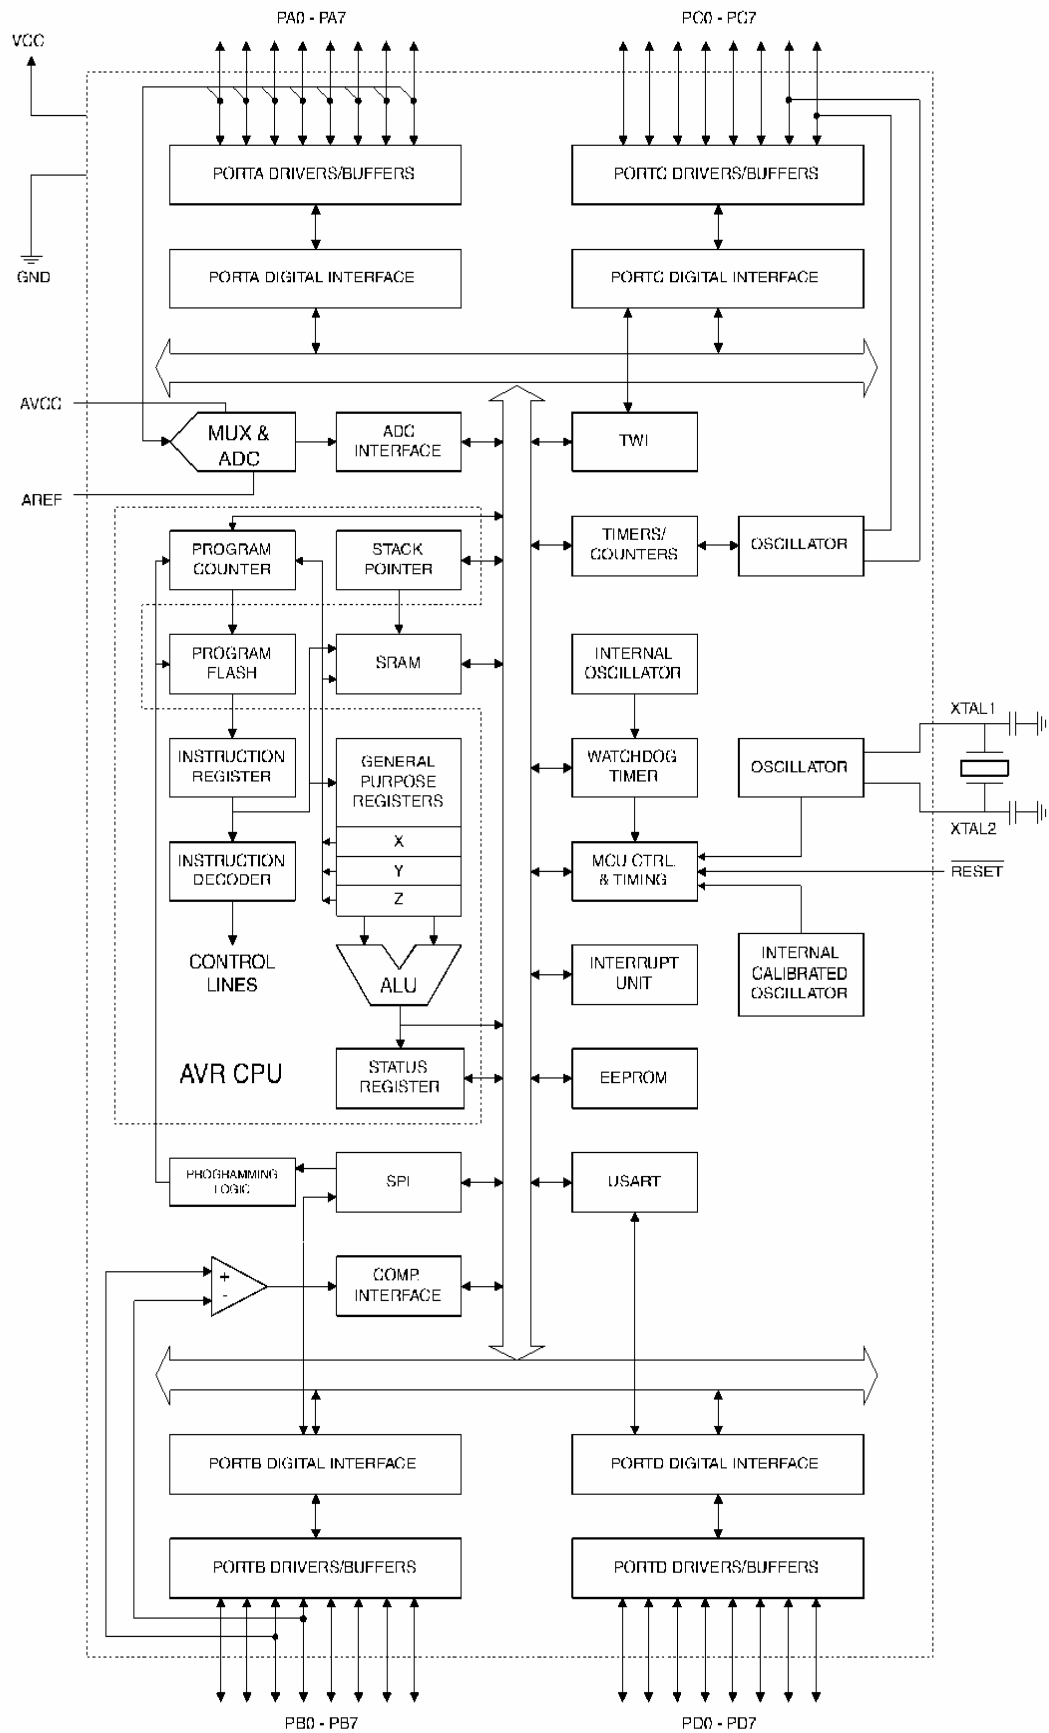 PA0 - PA7
PC0 - PC7
VCC
PORTA DRIVERS/BUFFERS
PORTC DRIVERS/BUFFERS
GND
PORTA DIGITAL INTERFACE
PORTC DIGITAL INTERFACE
AVCC
MUX &
ADC
ADC
INTERFACE
TWI
AREF
PROGRAM
COUNTER
STACK
POINTER
TIMERS/
COUNTERS
OSCILLATOR
PROGRAM
FLASH
SRAM
INTERNAL
OSCILLATOR
XTAL1
INSTRUCTION
REGISTER
GENERAL
PURPOSE
REGISTERS
WATCHDOG
TIMER
OSCILLATOR
XTAL2
X
INSTRUCTION
DECODER
Y
Z
MCU CTRL.
& TIMING
RESET
CONTROL
LINES
ALU
INTERRUPT
UNIT
INTERNAL
CALIBRATED
OSCILLATOR
AVR CPU
STATUS
REGISTER
EEPROM
PROGRAMMING
LOGIC
SPI
USART
+
-
COMP.
INTERFACE
PORTB DIGITAL INTERFACE
PORTD DIGITAL INTERFACE
PORTB DRIVERS/BUFFERS
PORTD DRIVERS/BUFFERS
PB0 - PB7
PD0 - PD7